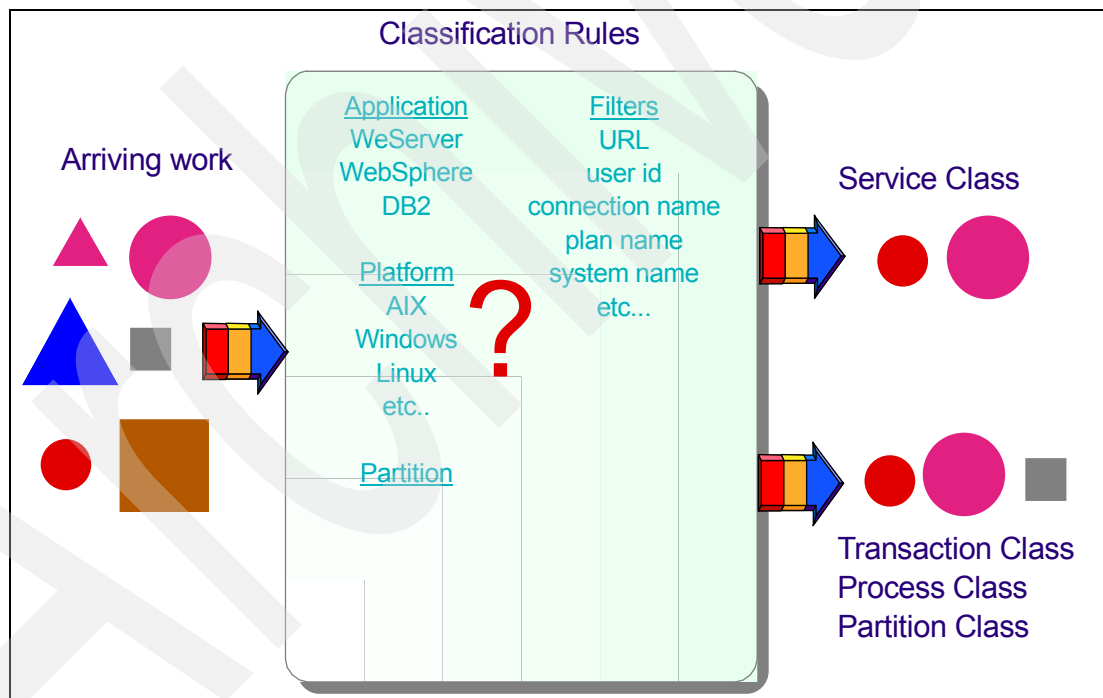 Classification Rules
Arriving work
Application
WeServer
WebSphere
DB2
Platform
AIX
Windows
Linux
etc..
Partition
Filters
URL
user id
connection name
plan name
system name
etc...
?
Service Class
Transaction Class
Process Class
Partition Class